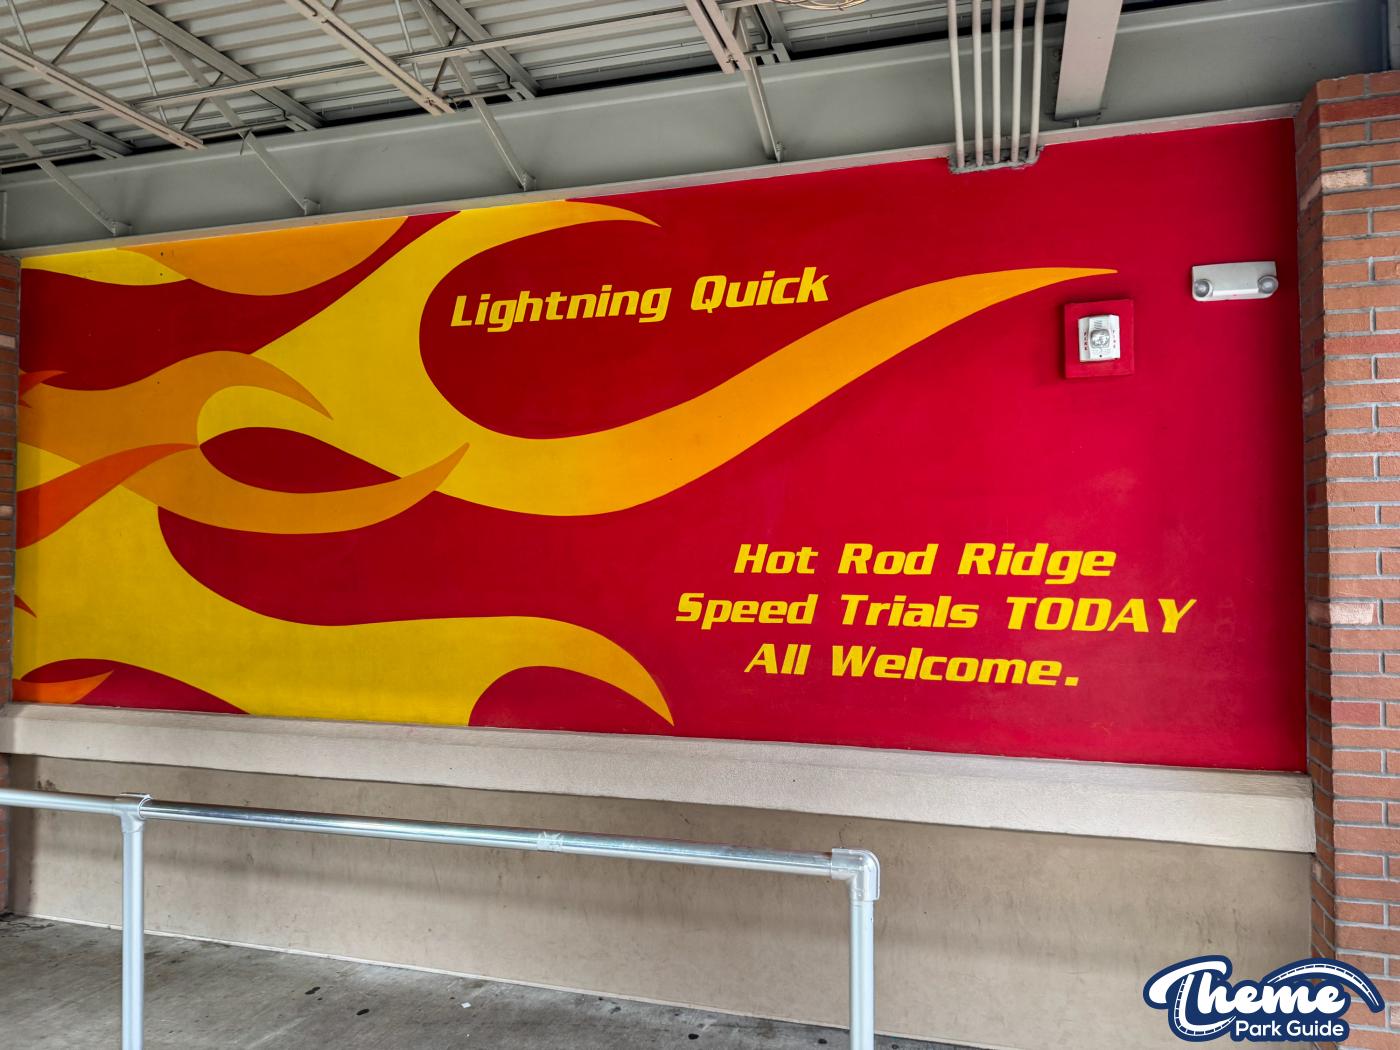 Lightning Quick
Hot Rod Ridge
Speed Trials TODAY
All Welcome.
Theme
Park Guide